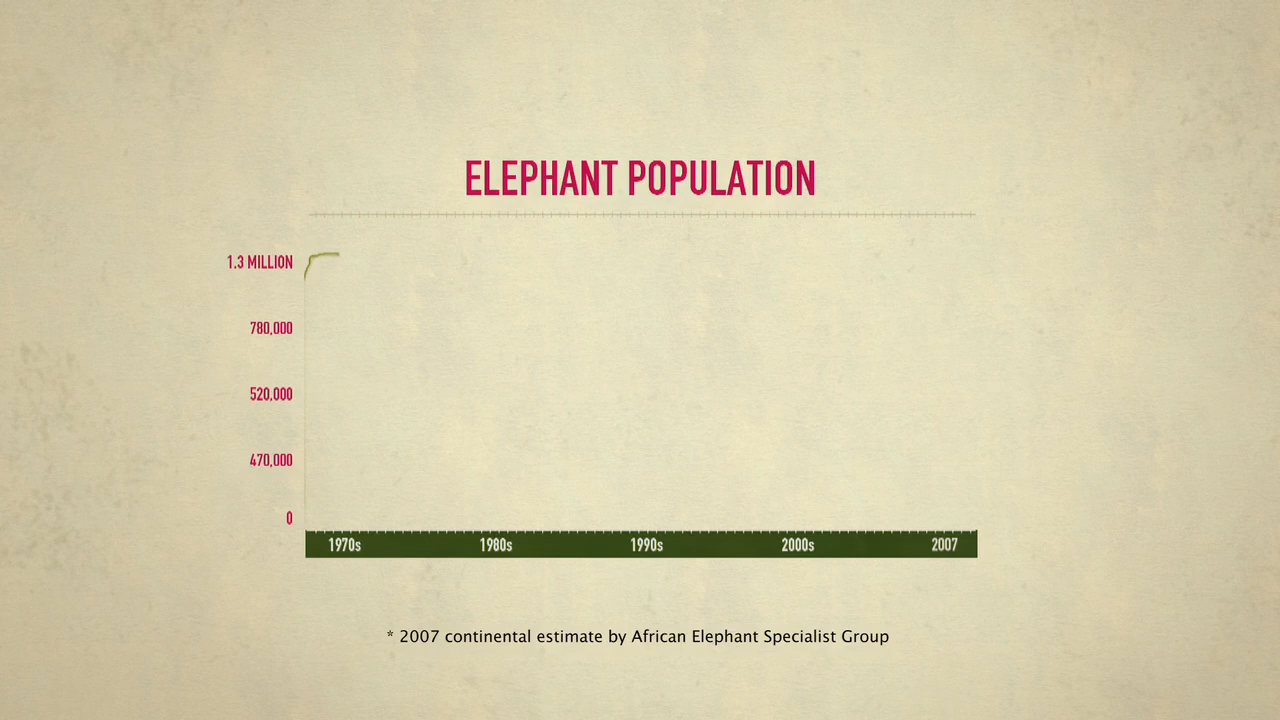 ELEPHANT POPULATION
1.3 MILLION
780,000
520,000
470,000
0
1970s 1980s 1990s 2000s 2007
* 2007 continental estimate by African Elephant Specialist Group